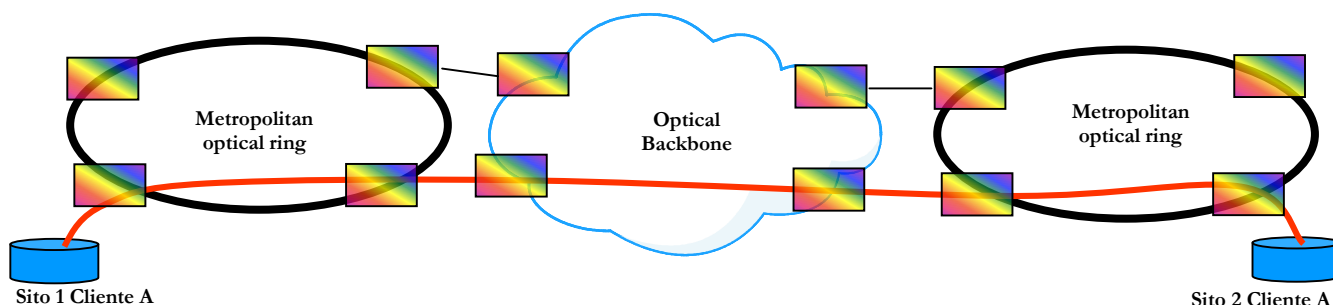 Metropolitan
optical ring
Optical
Backbone
Metropolitan
optical ring
Sito 1 Cliente A
Sito 2 Cliente A